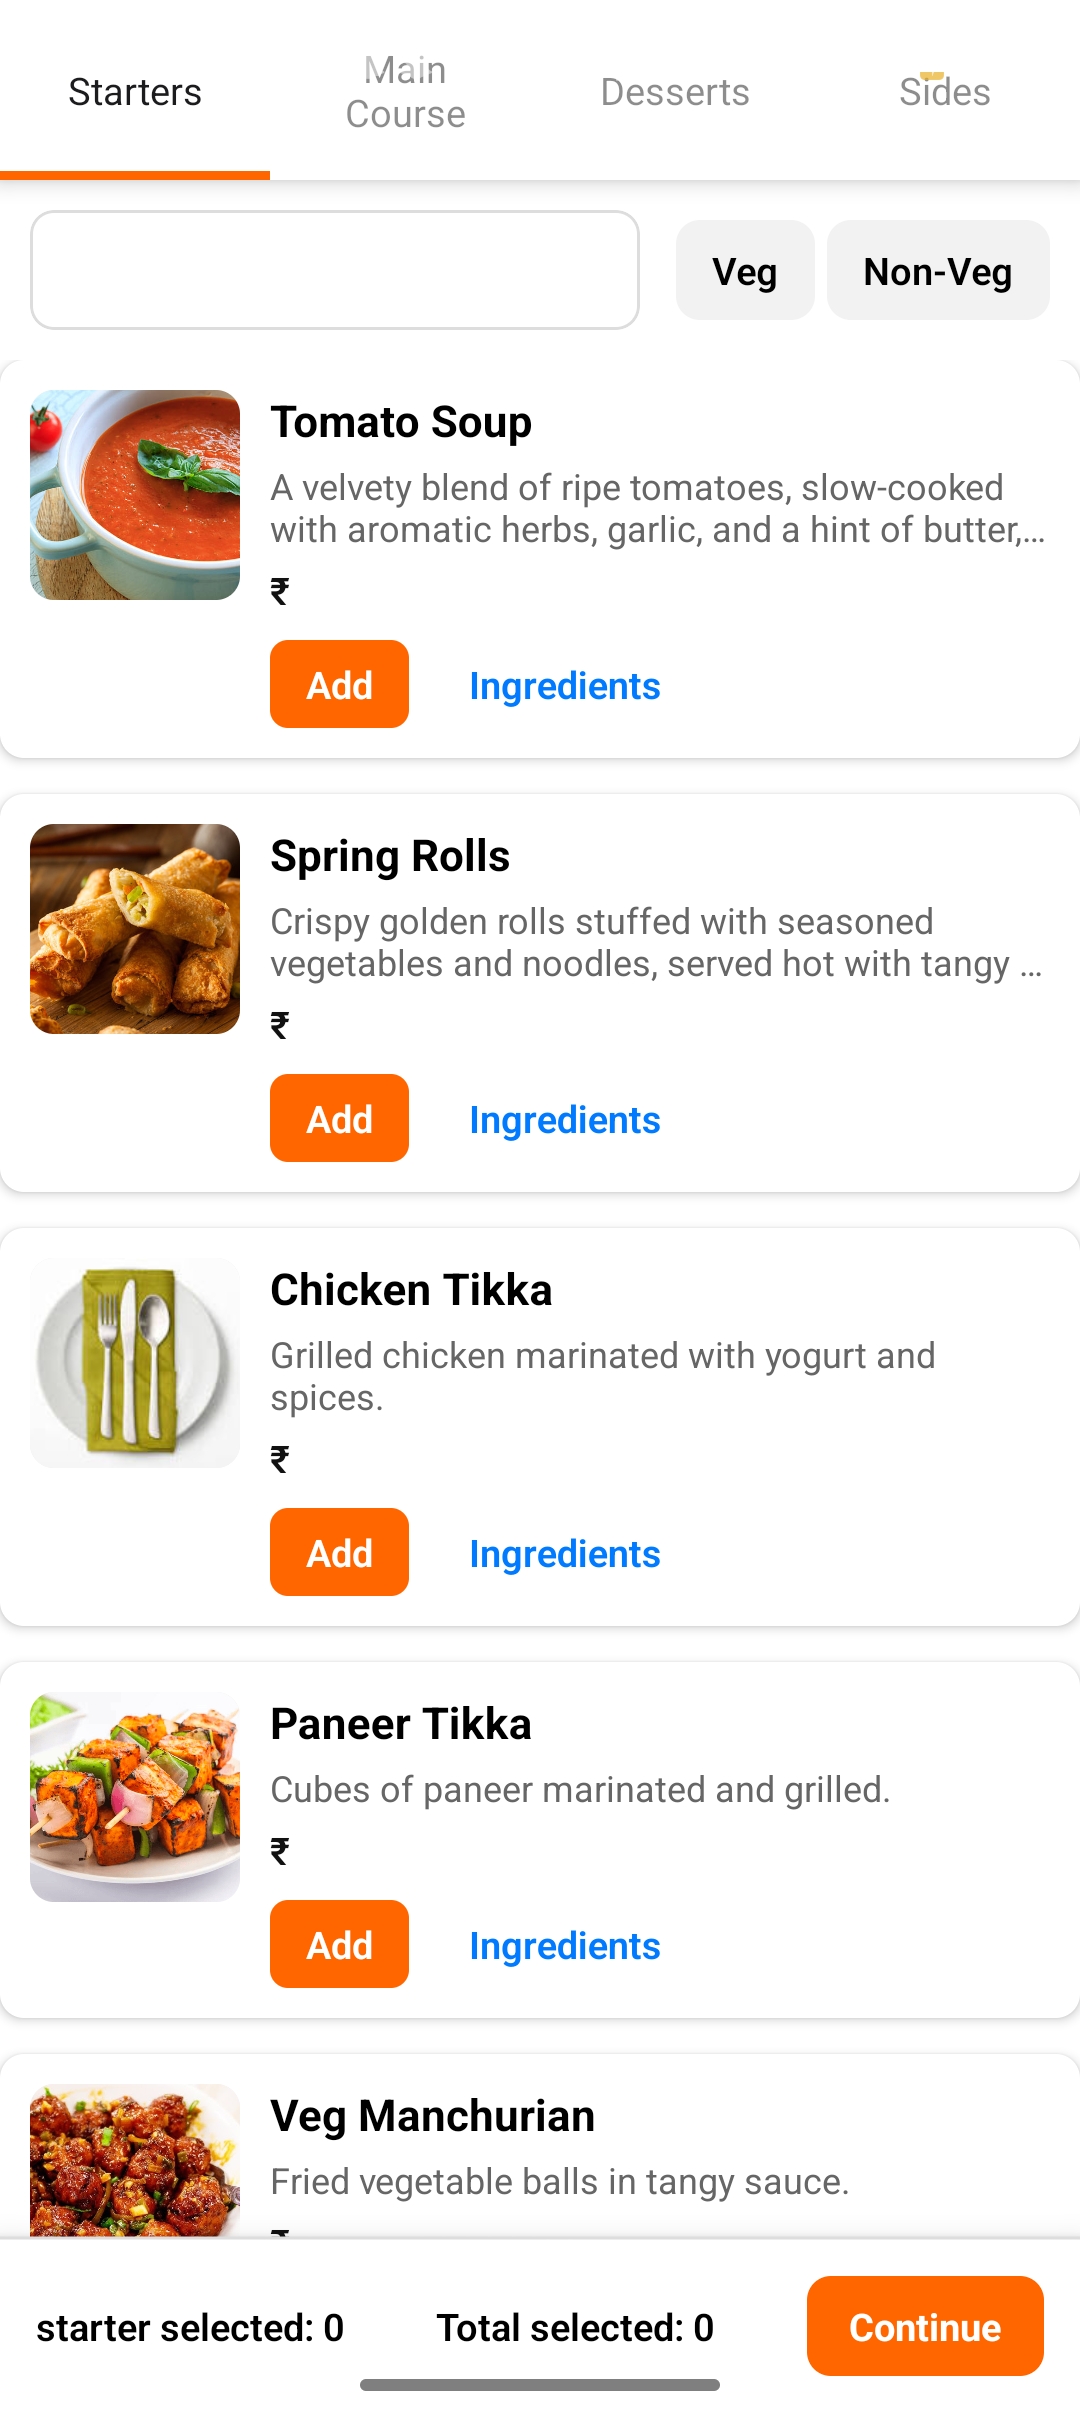 Starters
Main
Course
Desserts
Sides
Veg
Non-Veg
Tomato Soup
A velvety blend of ripe tomatoes, slow-cooked
with aromatic herbs, garlic, and a hint of butter,...
₹
Add
Ingredients
Spring Rolls
Crispy golden rolls stuffed with seasoned
vegetables and noodles, served hot with tangy ...
₹
Add
Ingredients
Chicken Tikka
Grilled chicken marinated with yogurt and
spices.
₹
Add
Ingredients
Paneer Tikka
Cubes of paneer marinated and grilled.
₹
Add
Ingredients
Veg Manchurian
Fried vegetable balls in tangy sauce.
starter selected: 0
Total selected: 0
Continue